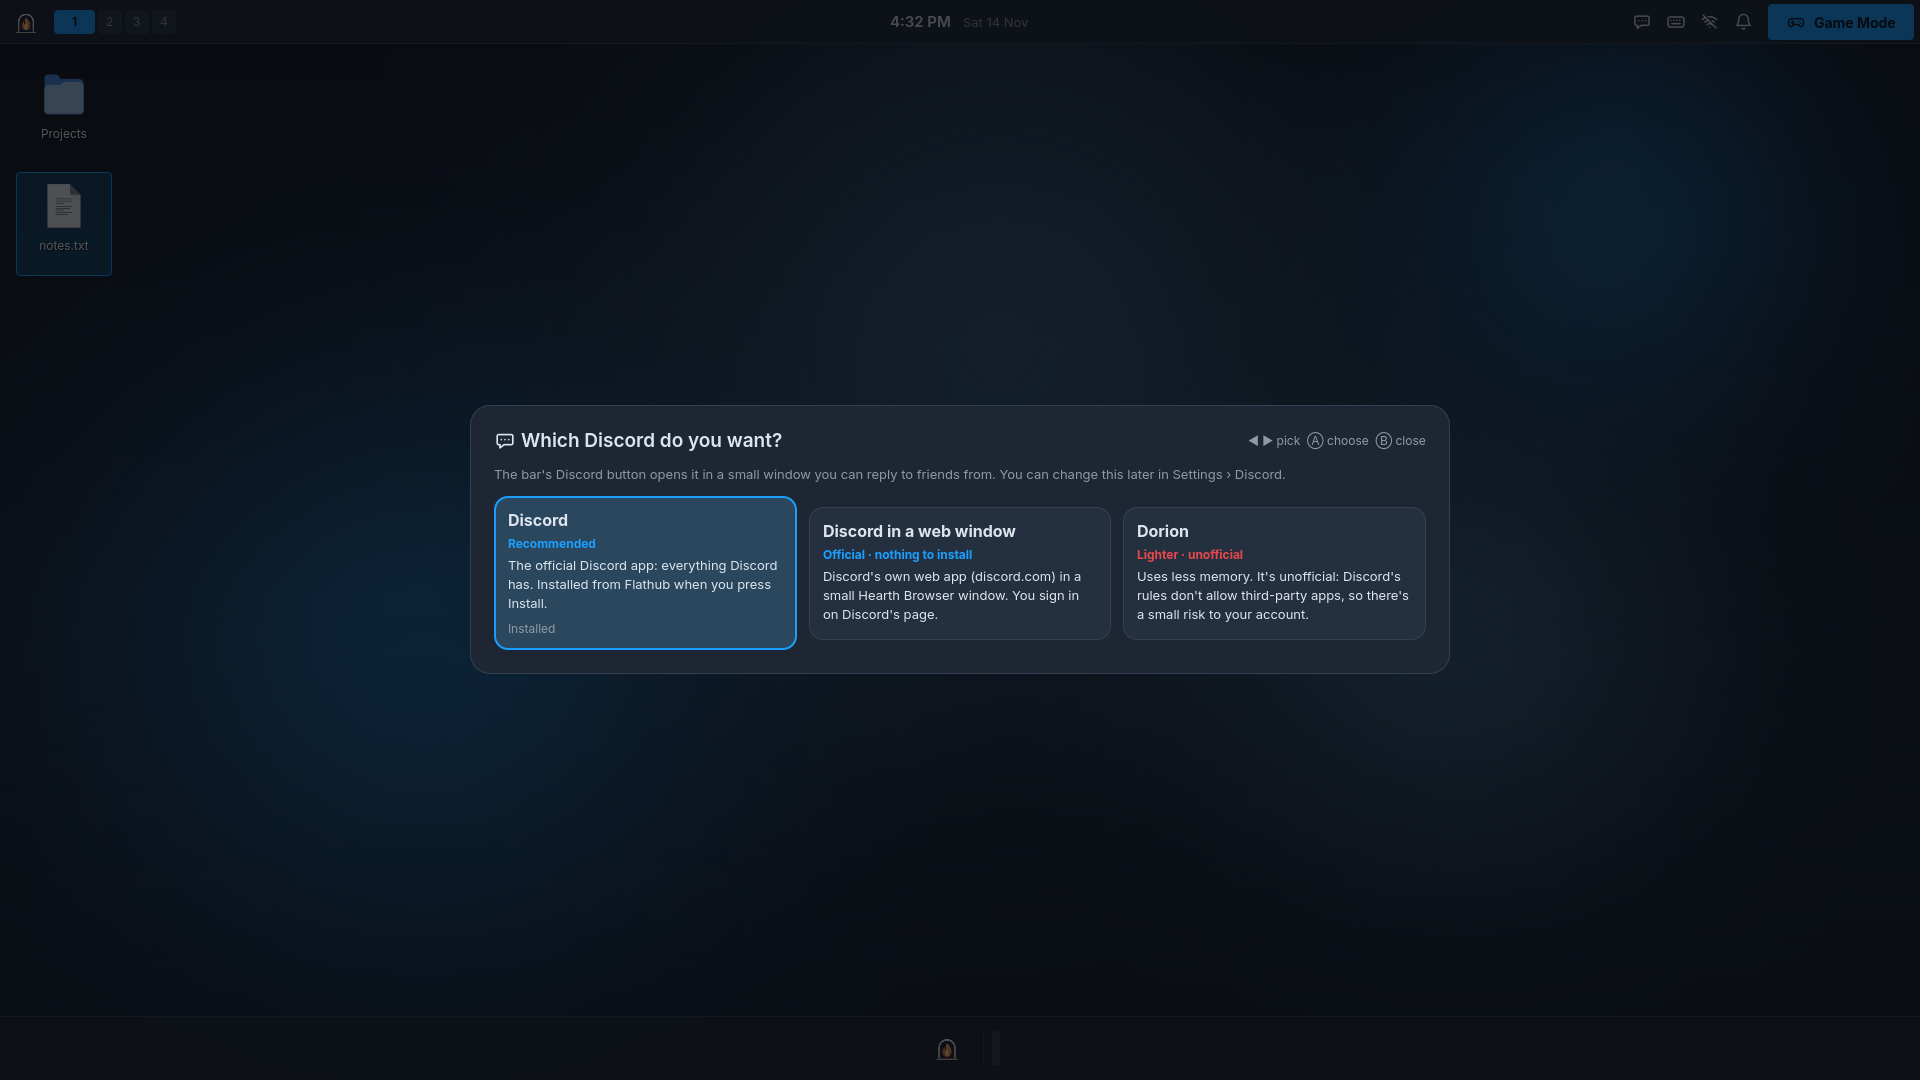 1 2 3 4
4:32 PM Sat 14 Nov
Game Mode
Projects
notes.txt
Which Discord do you want?
◀ ▶ pick Ⓐ choose Ⓑ close
The bar's Discord button opens it in a small window you can reply to friends from. You can change this later in Settings › Discord.
Discord
Recommended
The official Discord app: everything Discord
has. Installed from Flathub when you press
Install.
Installed
Discord in a web window
Official · nothing to install
Discord's own web app (discord.com) in a
small Hearth Browser window. You sign in
on Discord's page.
Dorion
Lighter · unofficial
Uses less memory. It's unofficial: Discord's
rules don't allow third-party apps, so there's
a small risk to your account.